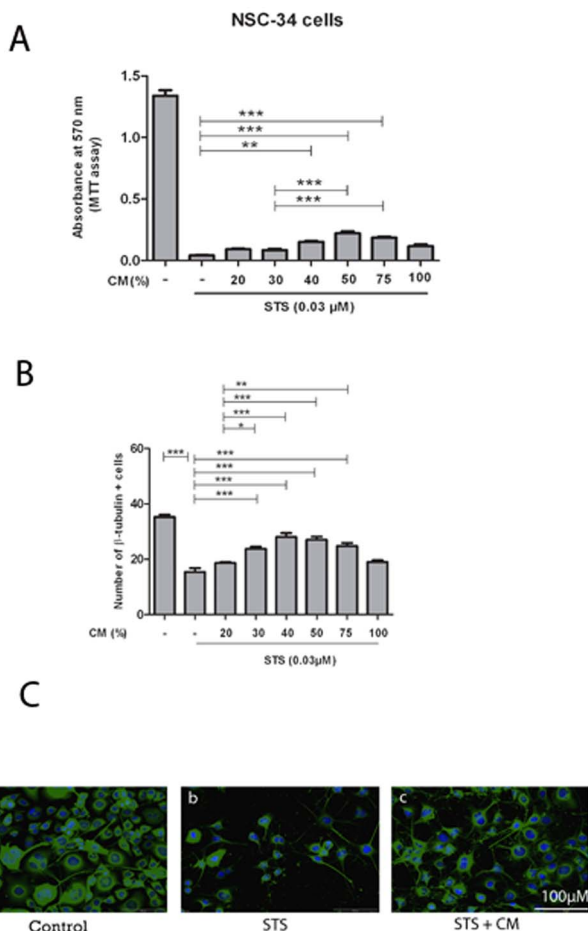 NSC-34 cells
A
Absorbance at 570 nm
(MTT assay)
1.5
1.0
0.5
0.0
***
***
**
***
***
CM(%) - - 20 30 40 50 75 100
STS (0.03 µM)
B
Number of β-tubulin + cells
60
40
20
0
**
***
***
*
***
***
***
***
***
CM (%) - - 20 30 40 50 75 100
STS (0.03µM)
C
b
c
100µM
Control STS STS + CM